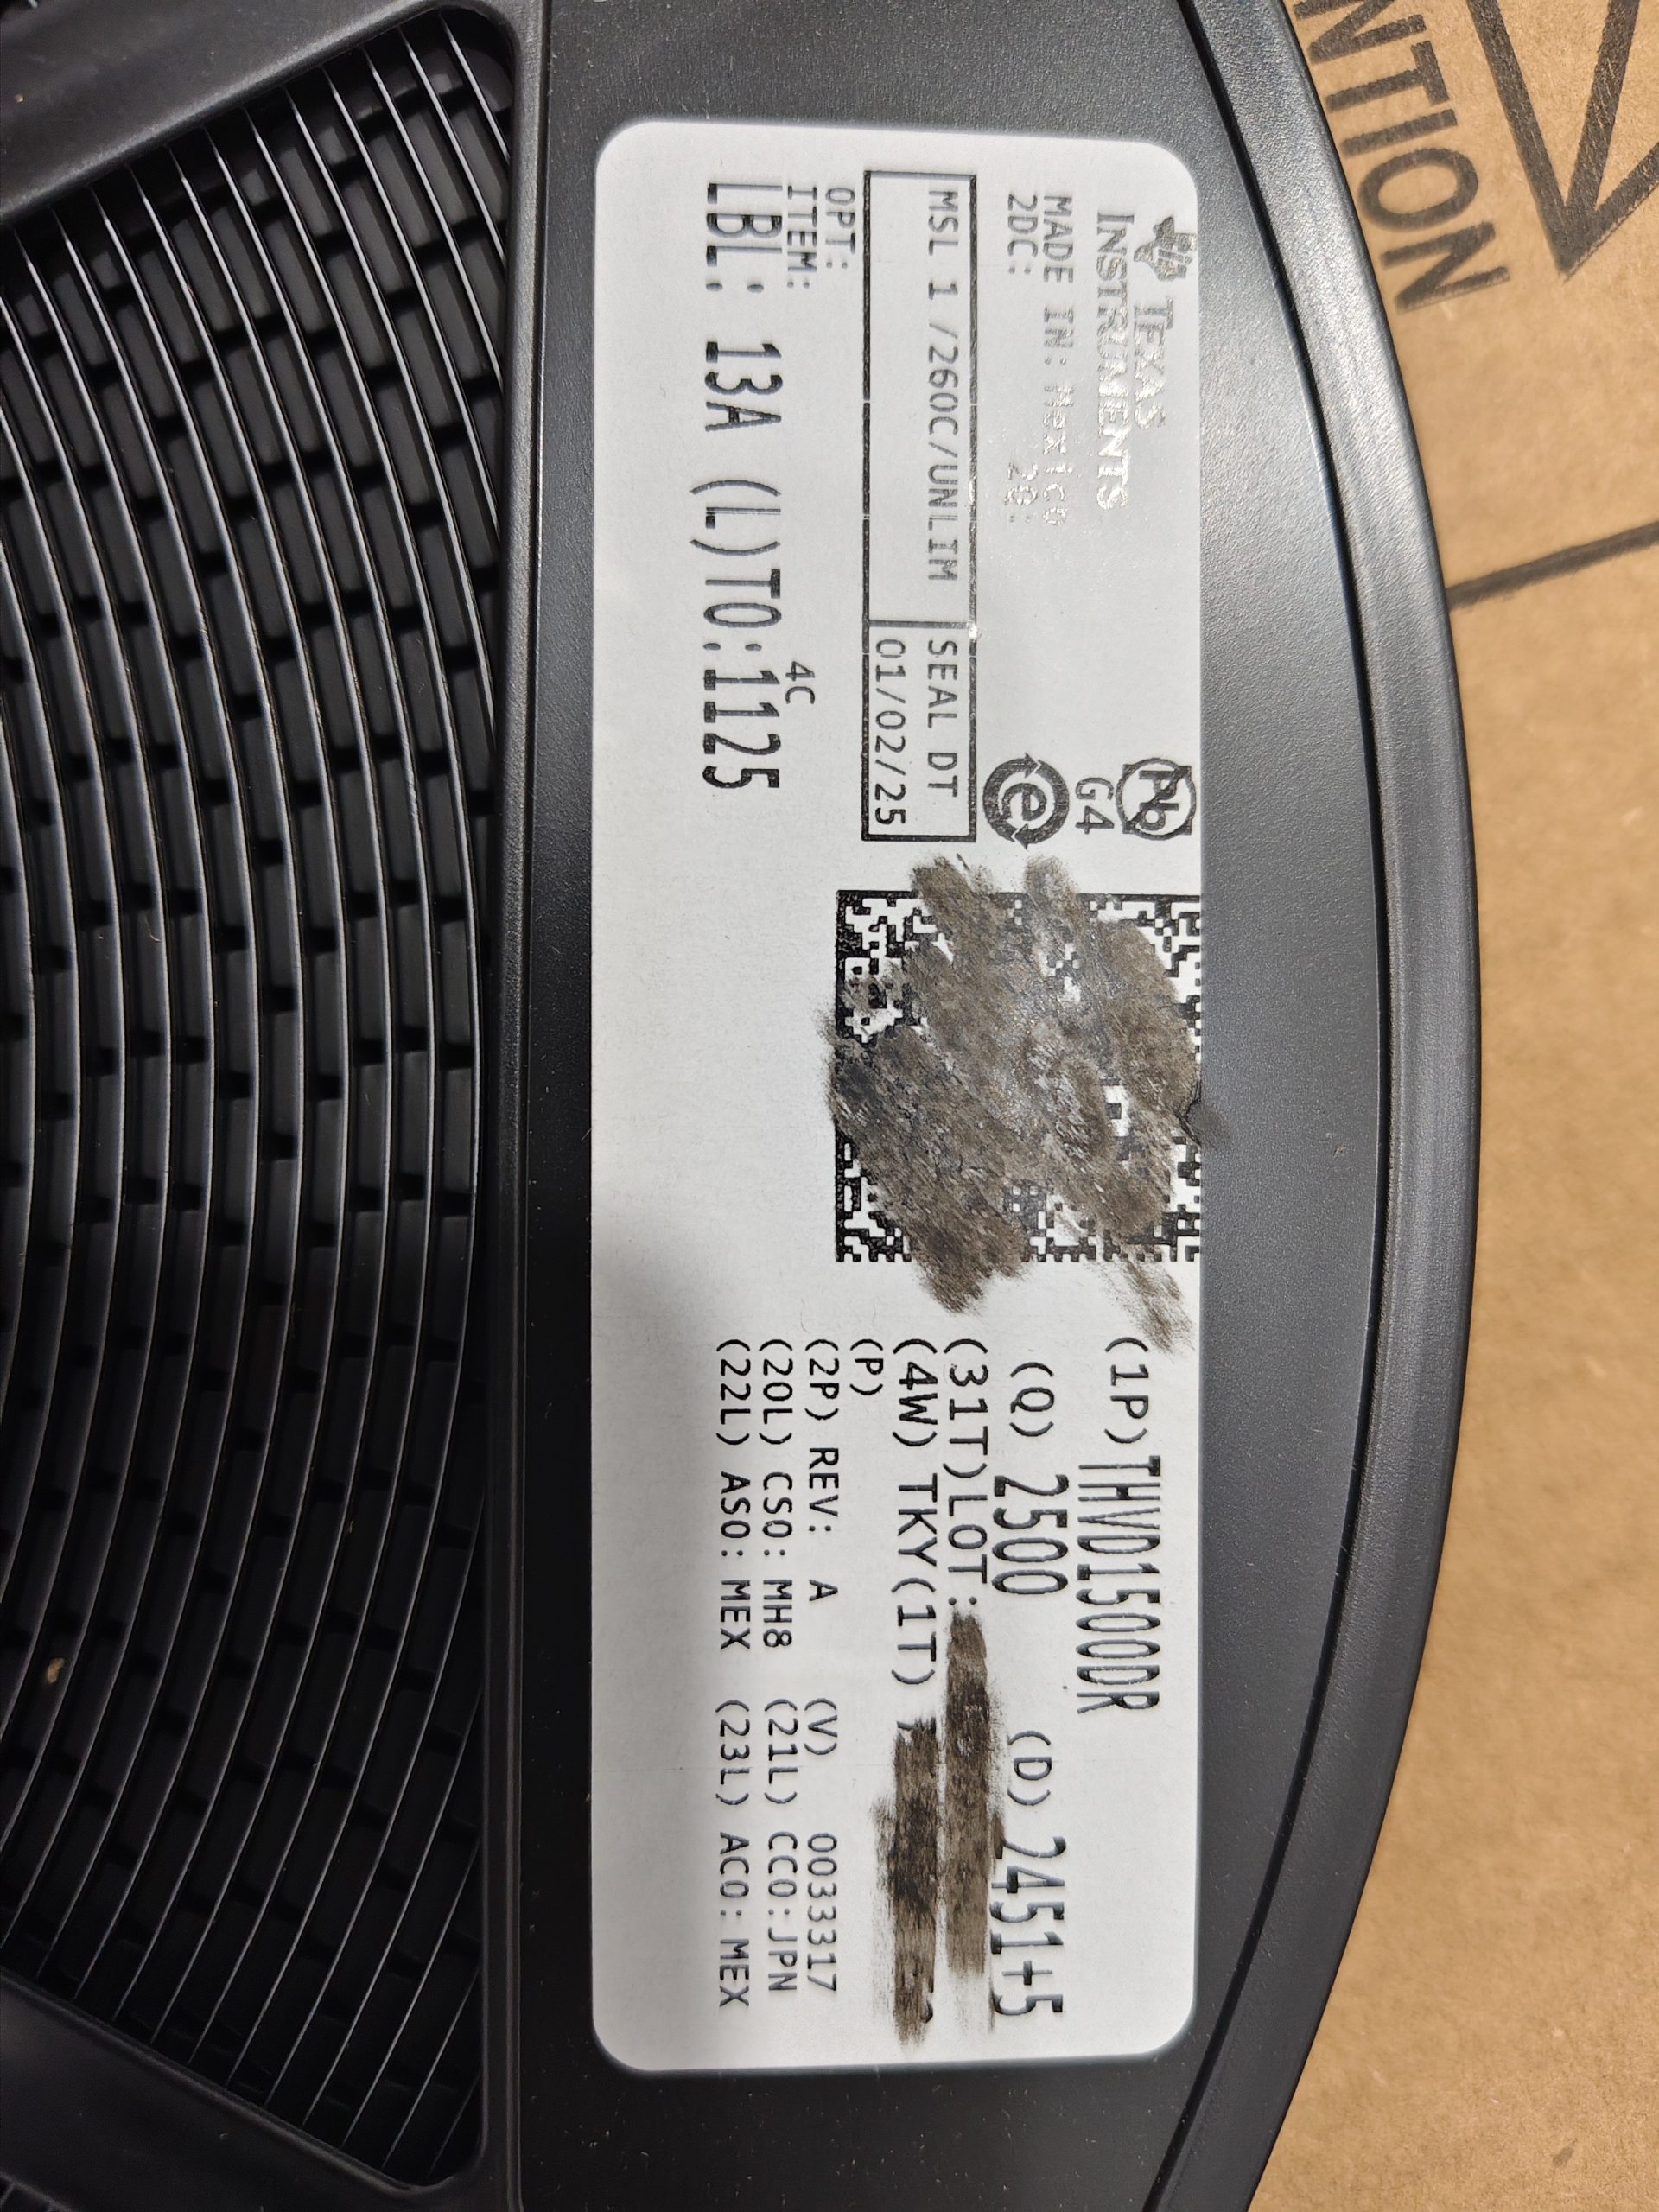 NTION
TEXAS
INSTRUMENTS
MADE IN: Mexico
2DC: 2Q:
Pb
G4
e
MSL 1 /260C/UNLIM
SEAL DT
01/02/25
OPT:
ITEM:
4C
LBL: 13A (L)TO:1125
(1P)THVD1500DR
(Q) 2500 (D) 2451+5
(31T)LOT:
(4W) TKY(1T)
(P)
(2P) REV: A (V) 0033317
(20L) CSO: MH8 (21L) CCO:JPN
(22L) ASO: MEX (23L) ACO: MEX